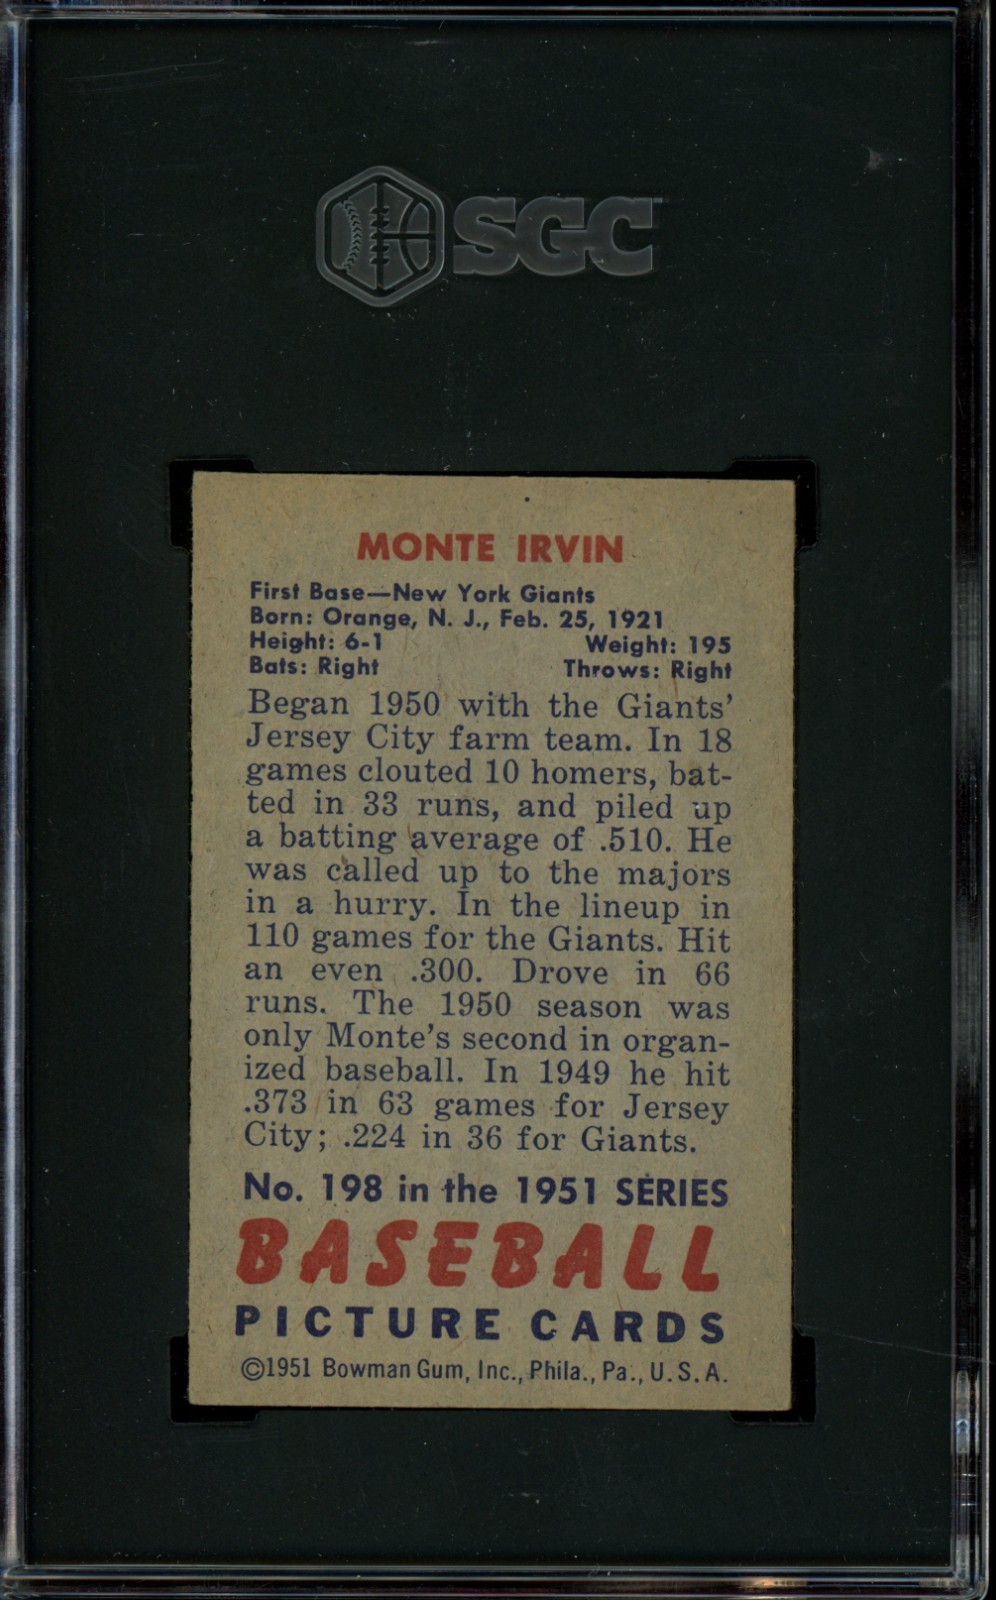 SGC
MONTE IRVIN
First Base—New York Giants
Born: Orange, N. J., Feb. 25, 1921
Height: 6-1 Weight: 195
Bats: Right Throws: Right
Began 1950 with the Giants’
Jersey City farm team. In 18
games clouted 10 homers, bat-
ted in 33 runs, and piled up
a batting average of .510. He
was called up to the majors
in a hurry. In the lineup in
110 games for the Giants. Hit
an even .300. Drove in 66
runs. The 1950 season was
only Monte’s second in organ-
ized baseball. In 1949 he hit
.373 in 63 games for Jersey
City; .224 in 36 for Giants.
No. 198 in the 1951 SERIES
BASEBALL
PICTURE CARDS
©1951 Bowman Gum, Inc., Phila., Pa., U.S.A.